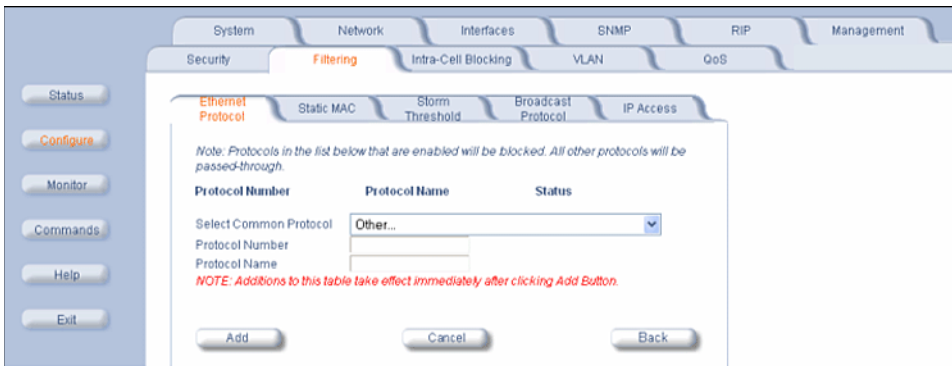 System Network Interfaces SNMP RIP Management
Security Filtering Intra-Cell Blocking VLAN QoS
Status
Configure
Monitor
Commands
Help
Exit
Ethernet Protocol Static MAC Storm Threshold Broadcast Protocol IP Access
Note: Protocols in the list below that are enabled will be blocked. All other protocols will be
passed-through.
Protocol Number Protocol Name Status
Select Common Protocol Other...
Protocol Number
Protocol Name
NOTE: Additions to this table take effect immediately after clicking Add Button.
Add Cancel Back